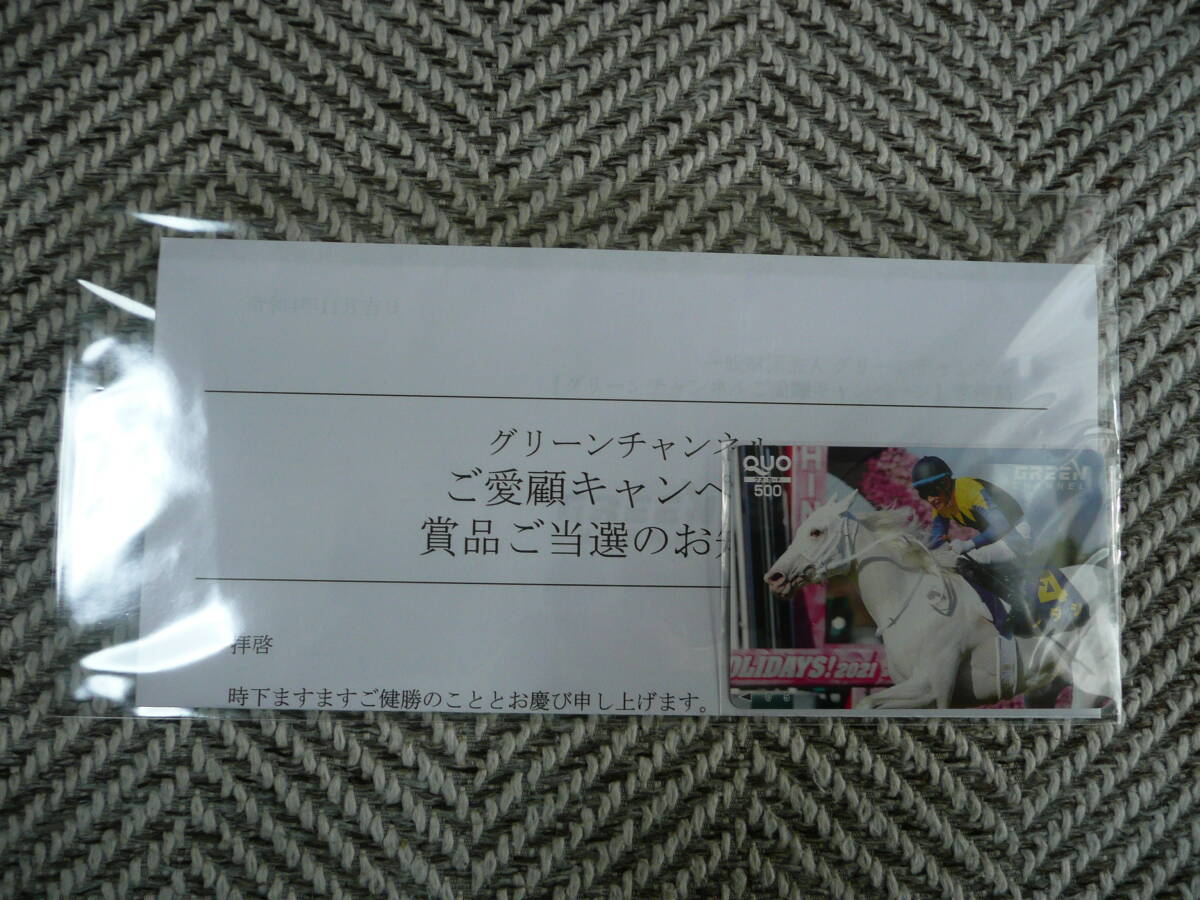 グリーンチャンネル
ご愛顧キャンペ
賞品ご当選のお
拝啓
時下ますますご健勝のこととお慶び申し上げます。
QUO
500
HIN
GREEN
OLIDAYS! 2021